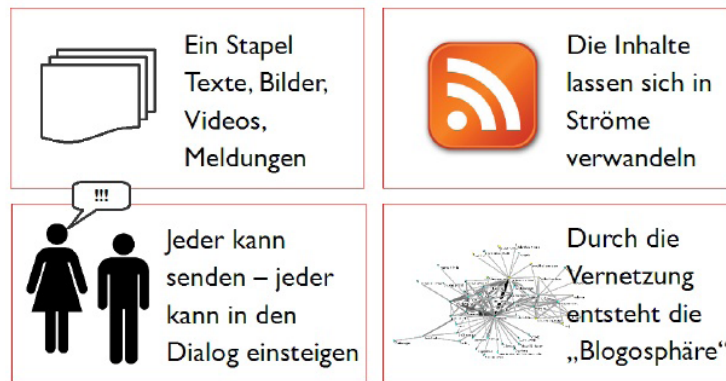 Ein Stapel
Texte, Bilder,
Videos,
Meldungen
Die Inhalte
lassen sich in
Ströme
verwandeln
!!!
Jeder kann
senden – jeder
kann in den
Dialog einsteigen
Durch die
Vernetzung
entsteht die
„Blogosphäre“